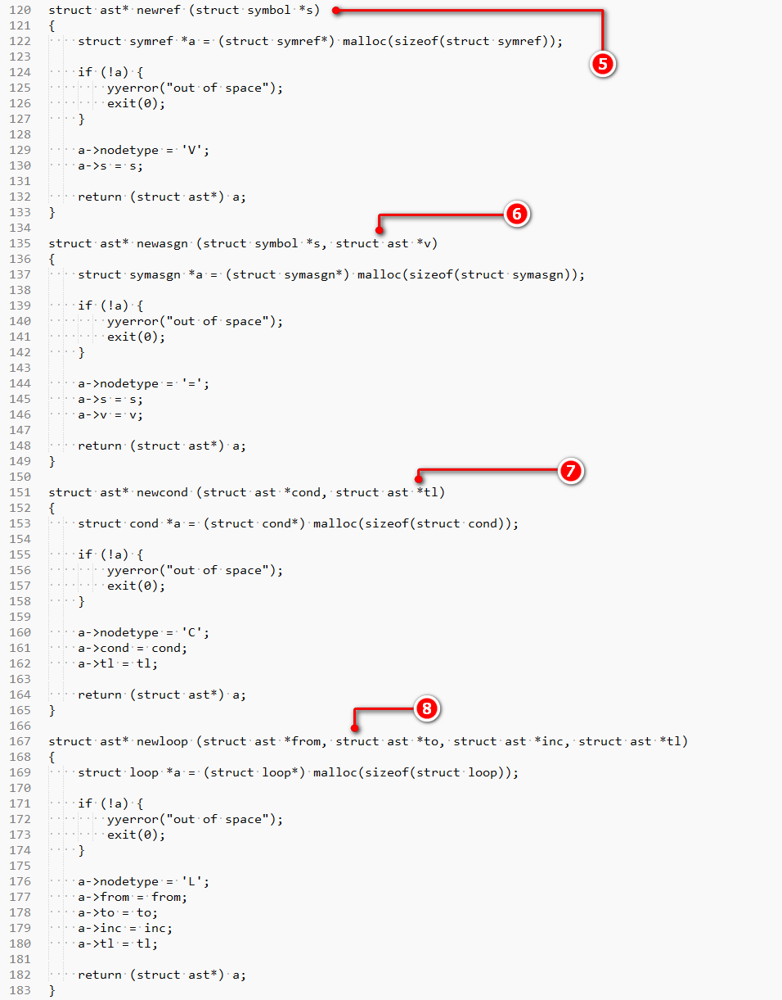 120 struct ast* newref (struct symbol *s)
121 {
5
122     struct symref *a = (struct symref*) malloc(sizeof(struct symref));
123
124     if (!a) {
125         yyerror("out of space");
126         exit(0);
127     }
128
129     a->nodetype = 'V';
130     a->s = s;
131
132     return (struct ast*) a;
133 }
6
134
135 struct ast* newasgn (struct symbol *s, struct ast *v)
136 {
137     struct symasgn *a = (struct symasgn*) malloc(sizeof(struct symasgn));
138
139     if (!a) {
140         yyerror("out of space");
141         exit(0);
142     }
143
144     a->nodetype = '=';
145     a->s = s;
146     a->v = v;
147
148     return (struct ast*) a;
149 }
7
150
151 struct ast* newcond (struct ast *cond, struct ast *tl)
152 {
153     struct cond *a = (struct cond*) malloc(sizeof(struct cond));
154
155     if (!a) {
156         yyerror("out of space");
157         exit(0);
158     }
159
160     a->nodetype = 'C';
161     a->cond = cond;
162     a->tl = tl;
163
164     return (struct ast*) a;
165 }
8
166
167 struct ast* newloop (struct ast *from, struct ast *to, struct ast *inc, struct ast *tl)
168 {
169     struct loop *a = (struct loop*) malloc(sizeof(struct loop));
170
171     if (!a) {
172         yyerror("out of space");
173         exit(0);
174     }
175
176     a->nodetype = 'L';
177     a->from = from;
178     a->to = to;
179     a->inc = inc;
180     a->tl = tl;
181
182     return (struct ast*) a;
183 }